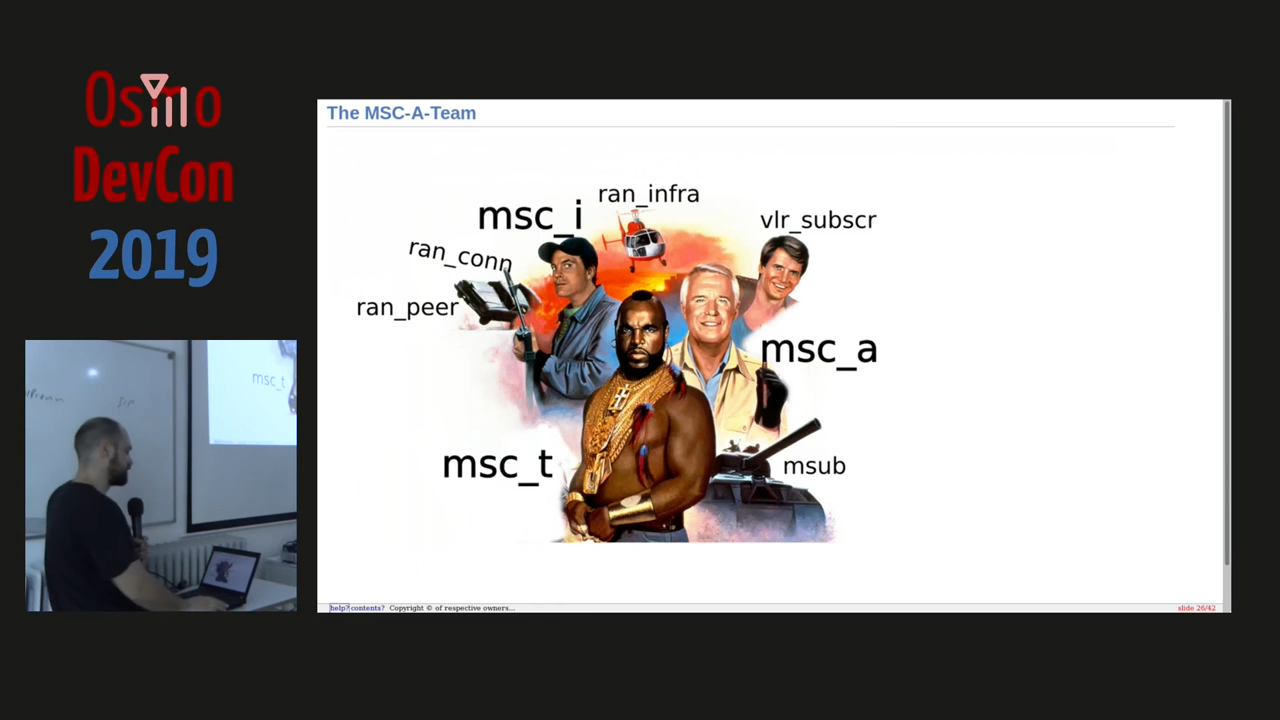 Osmo
DevCon
2019
The MSC-A-Team
ran_infra
msc_i
vlr_subscr
ran_conn
ran_peer
msc_a
msc_t
msub
msc_t
help? contents? Copyright © of respective owners...
slide 26/42